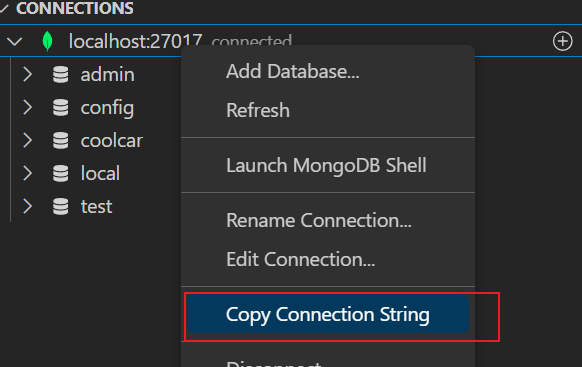 CONNECTIONS
localhost:27017 connected
admin
Add Database...
config
Refresh
coolcar
Launch MongoDB Shell
local
test
Rename Connection...
Edit Connection...
Copy Connection String
Disconnect